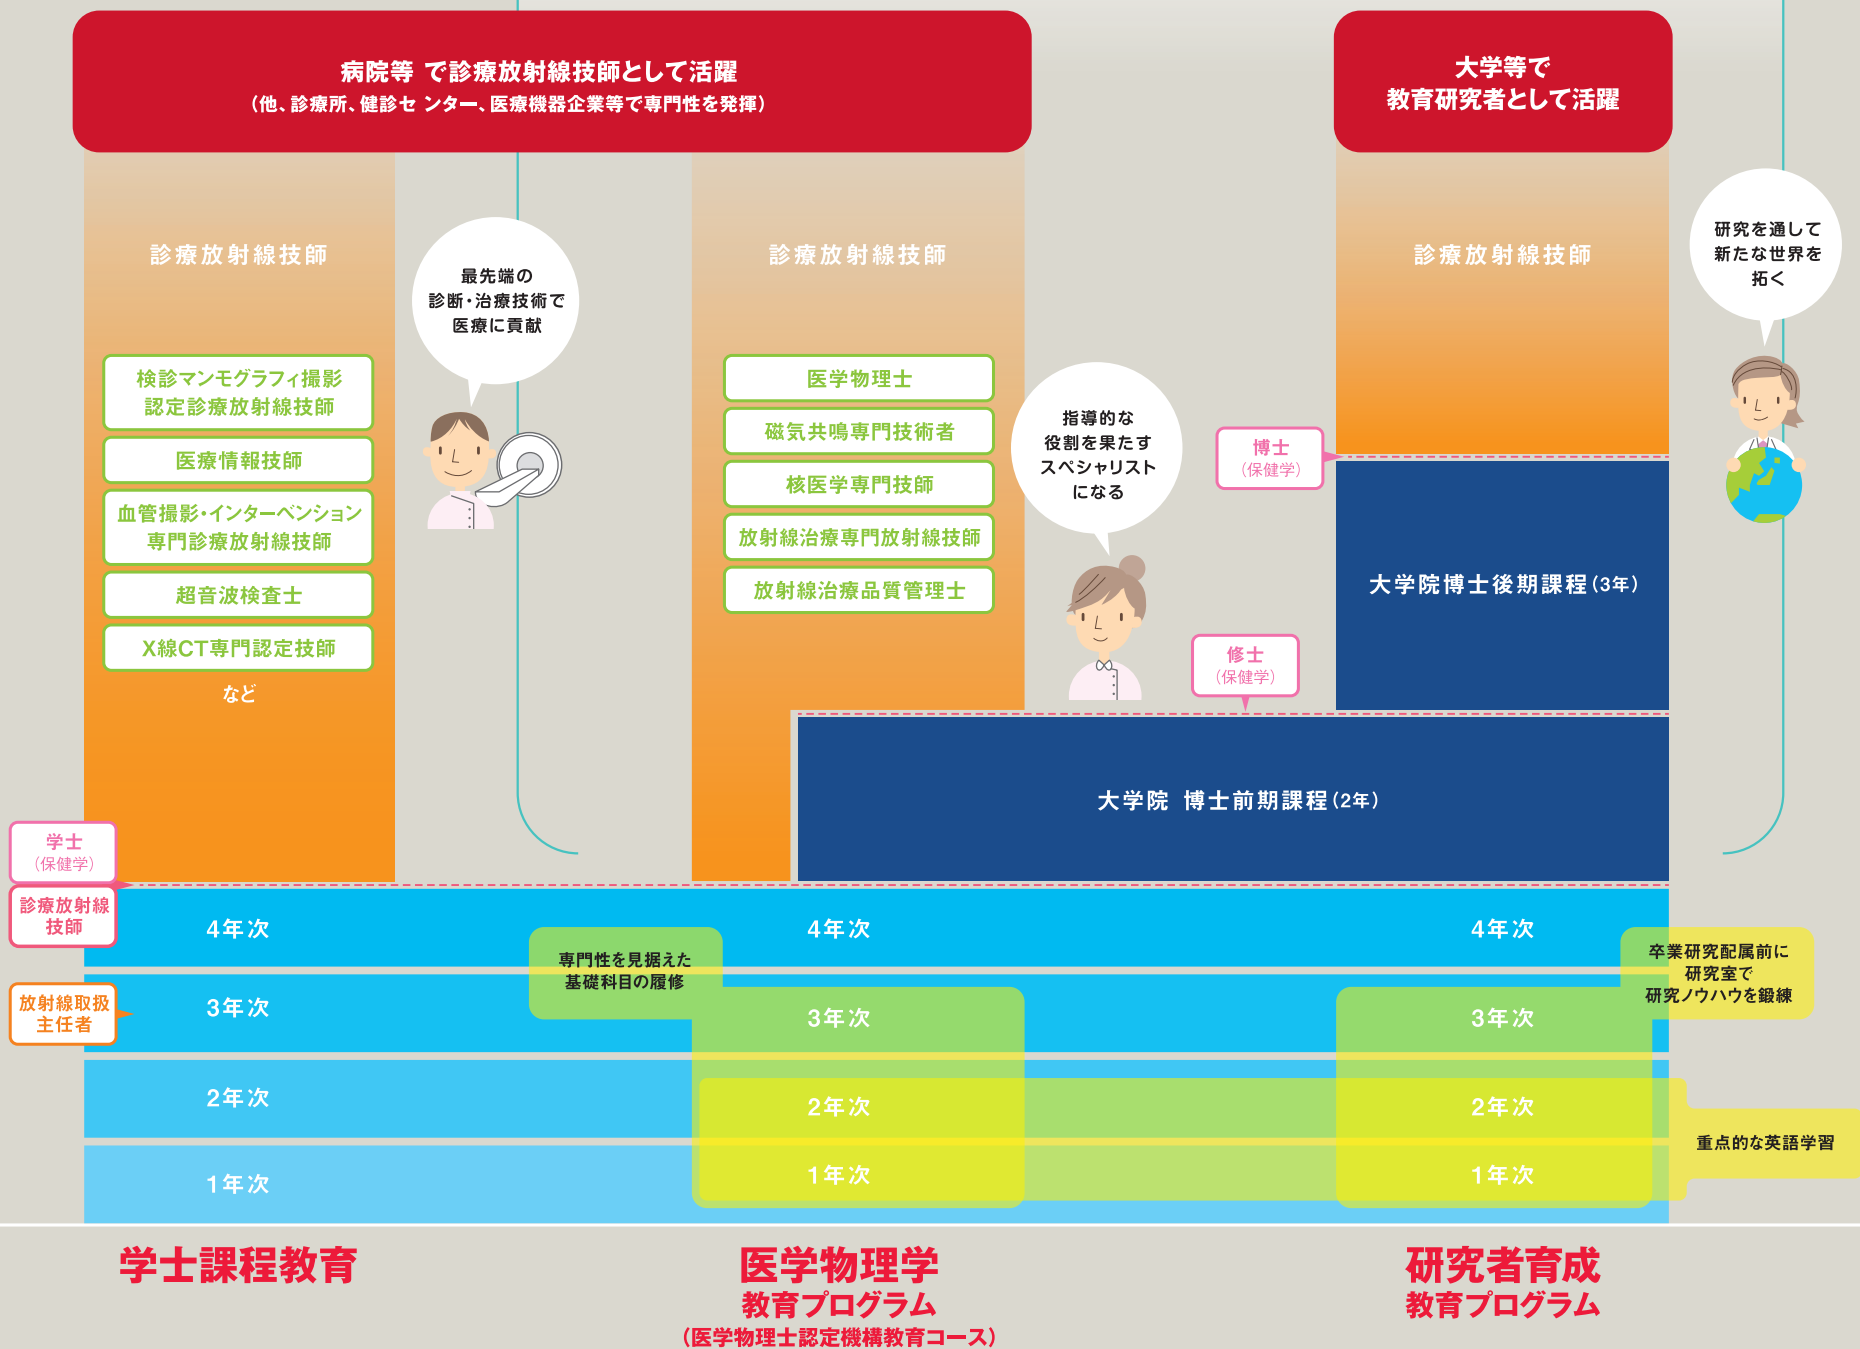 病院等 で診療放射線技師として活躍
（他、診療所、健診セ ンター、医療機器企業等で専門性を発揮）
大学等で
教育研究者として活躍
診療放射線技師
最先端の
診断・治療技術で
医療に貢献
検診マンモグラフィ撮影
認定診療放射線技師
医療情報技師
血管撮影・インターベンション
専門診療放射線技師
超音波検査士
X線CT専門認定技師
など
診療放射線技師
医学物理士
磁気共鳴専門技術者
核医学専門技師
放射線治療専門放射線技師
放射線治療品質管理士
指導的な
役割を果たす
スペシャリスト
になる
診療放射線技師
研究を通して
新たな世界を
拓く
博士
（保健学）
大学院博士後期課程（3年）
修士
（保健学）
大学院 博士前期課程（2年）
学士
（保健学）
診療放射線
技師
放射線取扱
主任者
4年次
3年次
2年次
1年次
専門性を見据えた
基礎科目の履修
4年次
3年次
2年次
1年次
4年次
3年次
2年次
1年次
卒業研究配属前に
研究室で
研究ノウハウを鍛練
重点的な英語学習
学士課程教育
医学物理学
教育プログラム
（医学物理士認定機構教育コース）
研究者育成
教育プログラム